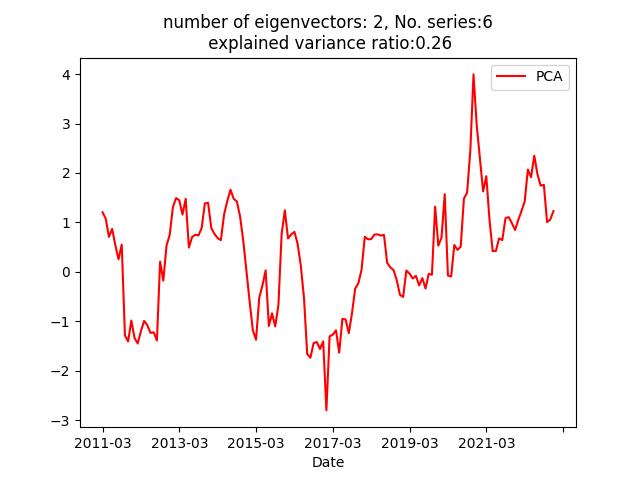 number of eigenvectors: 2, No. series:6
explained variance ratio:0.26
PCA
4
3
2
1
0
−1
−2
−3
2011-03 2013-03 2015-03 2017-03 2019-03 2021-03
Date